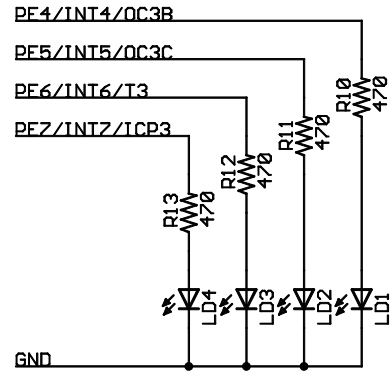 PE4/INT4/OC3B
PE5/INT5/OC3C
PE6/INT6/T3
PE7/INT7/ICP3
R10
470
R11
470
R12
470
R13
470
LD4
LD3
LD2
LD1
GND